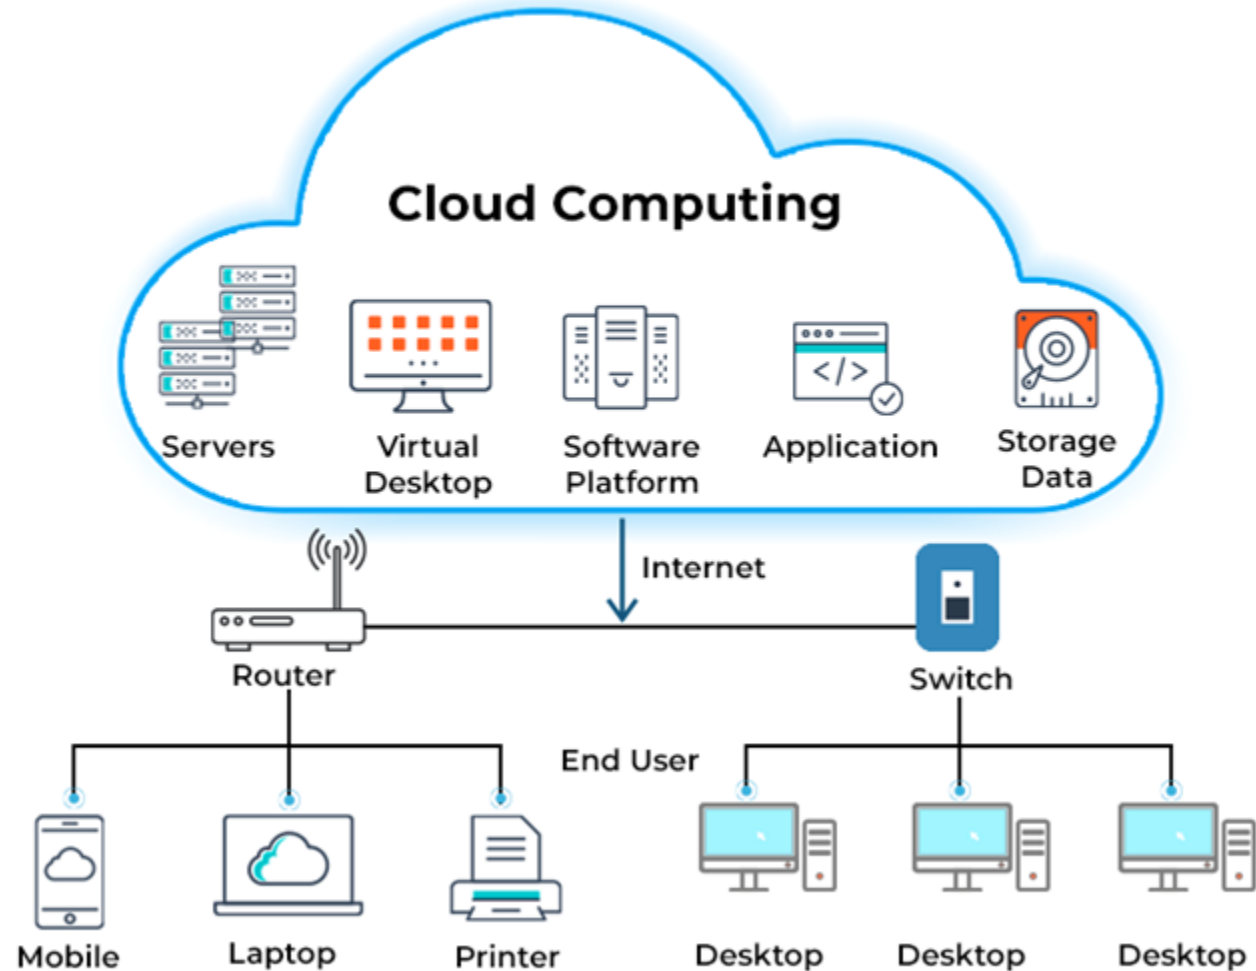 Cloud Computing
Servers
Virtual
Desktop
Software
Platform
Application
Storage
Data
Internet
Router
Switch
End User
Mobile
Laptop
Printer
Desktop
Desktop
Desktop